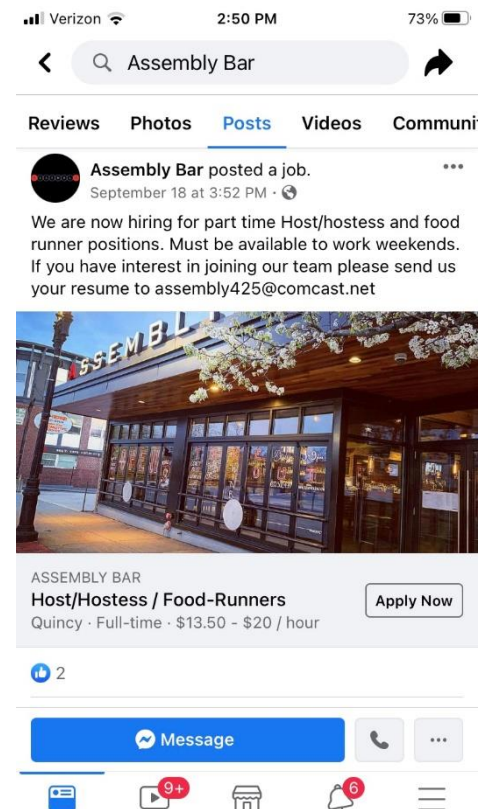 Verizon 2:50 PM 73%
Assembly Bar
Reviews Photos Posts Videos Communi
Assembly Bar posted a job.
September 18 at 3:52 PM ·
We are now hiring for part time Host/hostess and food
runner positions. Must be available to work weekends.
If you have interest in joining our team please send us
your resume to assembly425@comcast.net
ASSEMBL
ASSEMBLY BAR
Host/Hostess / Food-Runners
Apply Now
Quincy · Full-time · $13.50 - $20 / hour
2
Message
9+ 6